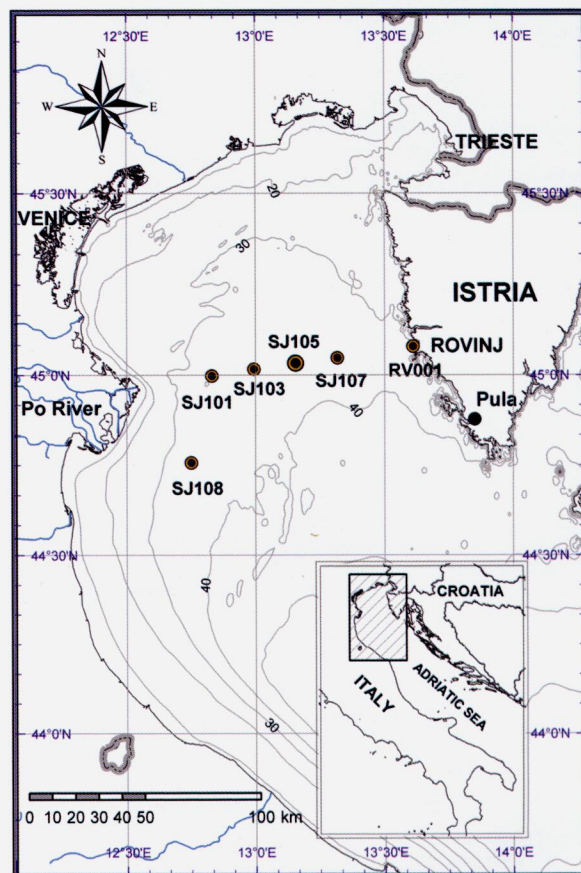 12°30'E 13°0'E 13°30'E 14°0'E
N
W E
S
TRIESTE
45°30'N 45°30'N
20
VENICE
30
ISTRIA
SJ105
ROVINJ
SJ101 SJ103 SJ107 RV001
45°0'N 45°0'N
Po River
Pula
40
SJ108
44°30'N 44°30'N
40
CROATIA
ADRIATIC SEA
ITALY
30
44°0'N 44°0'N
0 10 20 30 40 50 100 km
12°30'E 13°0'E 13°30'E 14°0'E